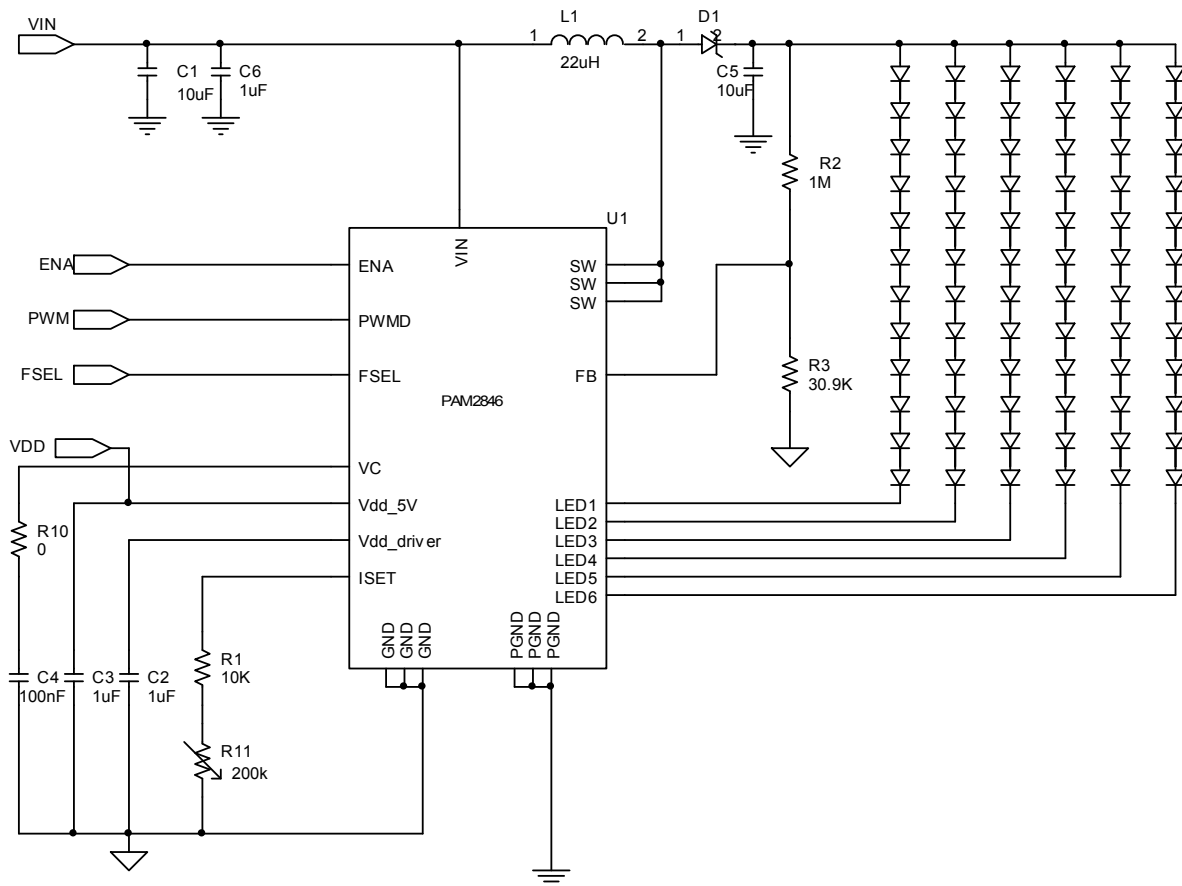 VIN
L1
1
2
22uH
D1
1
2
C1
10uF
C6
1uF
C5
10uF
R2
1M
U1
VIN
ENA
ENA
SW
SW
SW
PWM
PWMD
FSEL
FSEL
FB
R3
30.9K
PAM2846
VDD
VC
Vdd_5V
LED1
LED2
R10
0
Vdd_driver
LED3
LED4
ISET
LED5
LED6
GND
GND
GND
PGND
PGND
PGND
C4
100nF
C3
1uF
C2
1uF
R1
10K
R11
200k